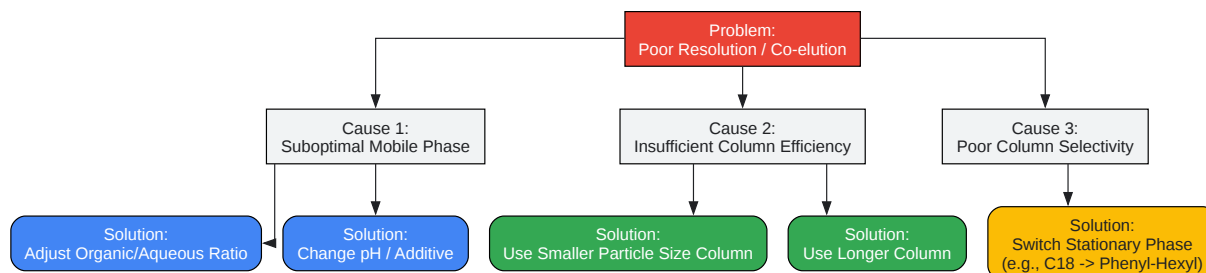 Problem:
Poor Resolution / Co-elution
Cause 1:
Suboptimal Mobile Phase
Cause 2:
Insufficient Column Efficiency
Cause 3:
Poor Column Selectivity
Solution:
Adjust Organic/Aqueous Ratio
Solution:
Change pH / Additive
Solution:
Use Smaller Particle Size Column
Solution:
Use Longer Column
Solution:
Switch Stationary Phase
(e.g., C18 -> Phenyl-Hexyl)